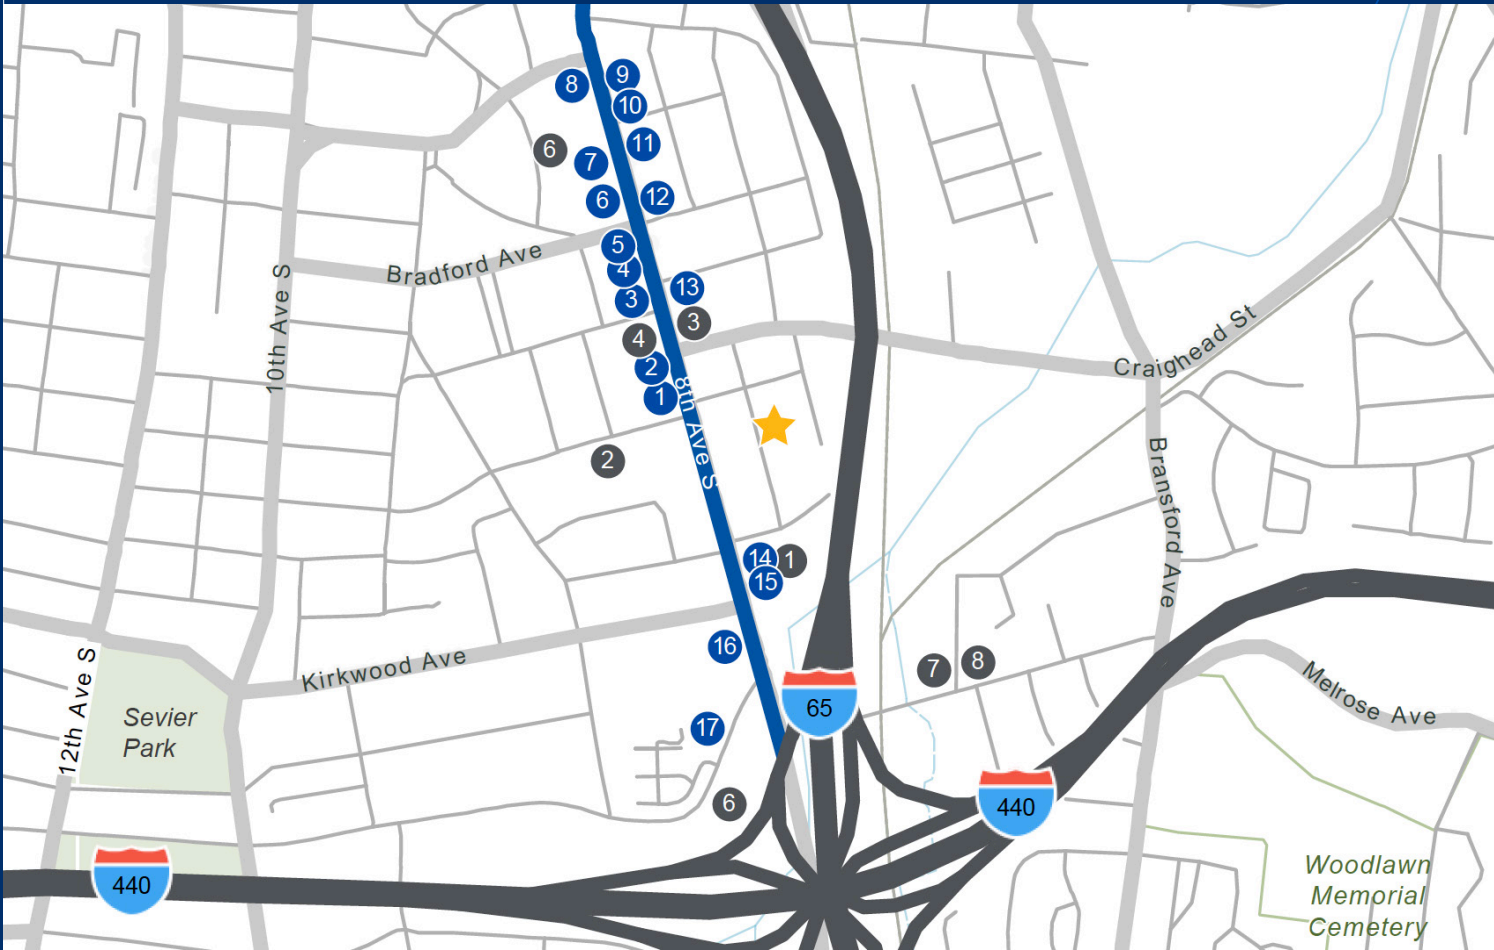 9
8
10
11
6
7
12
6
5
Bradford Ave
4
10th Ave S
13
3
3
4
Craighead St
2
1
8th Ave S
2
Bransford Ave
14
1
15
16
Kirkwood Ave
12th Ave S
8
7
Melrose Ave
65
Sevier
Park
17
6
440
440
Woodlawn
Memorial
Cemetery